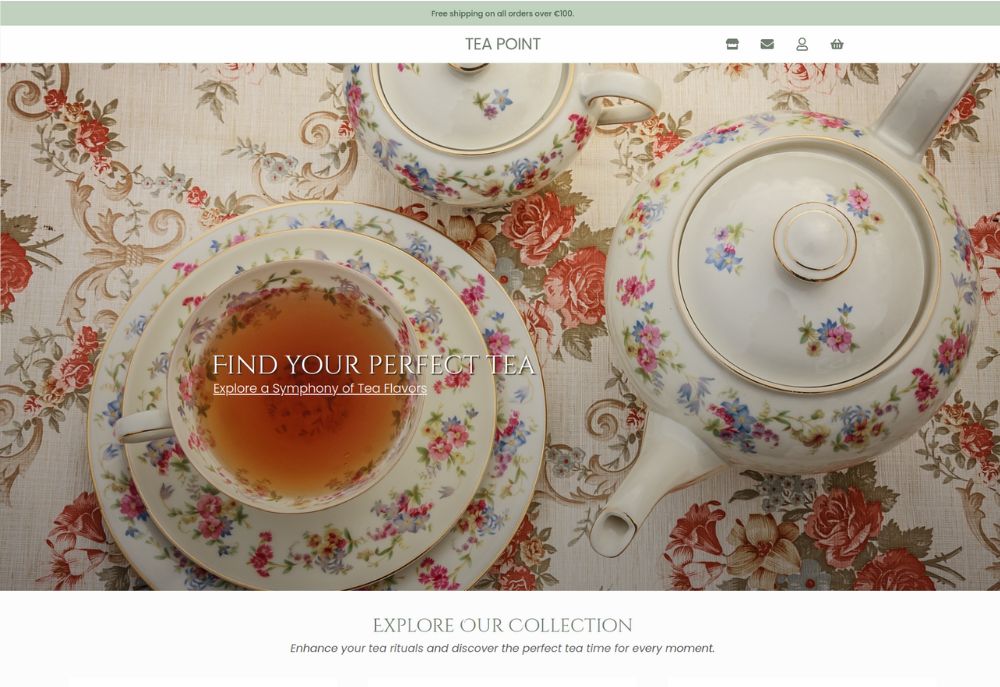 Free shipping on all orders over €100.
TEA POINT
FIND YOUR PERFECT TEA
Explore a Symphony of Tea Flavors
EXPLORE OUR COLLECTION
Enhance your tea rituals and discover the perfect tea time for every moment.